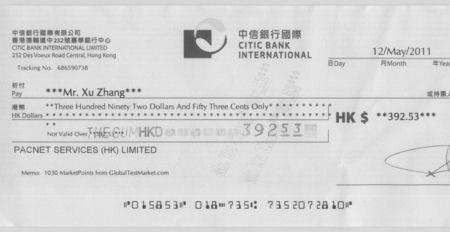 中信銀行國際有限公司
香港德輔道中232號嘉華銀行中心
CITIC BANK INTERNATIONAL LIMITED
232 Des Voeux Road Central, Hong Kong
Tracking No. 686590738
中信銀行國際
CITIC BANK
INTERNATIONAL
12/May/2011
日Day 月Month 年Yea
祈付
Pay ***Mr. Xu Zhang***
或持票人
港幣
HK Dollars
**Three Hundred Ninety Two Dollars And Fifty Three Cents Only**********
HK $ **392.53***
Not Valid Over
HKD 39253
PACNET SERVICES (HK) LIMITED
Memo: 1030 MarketPoints from GlobalTestMarket.com
⑈015853⑈ 018⑉735⑆ 735207281⑈